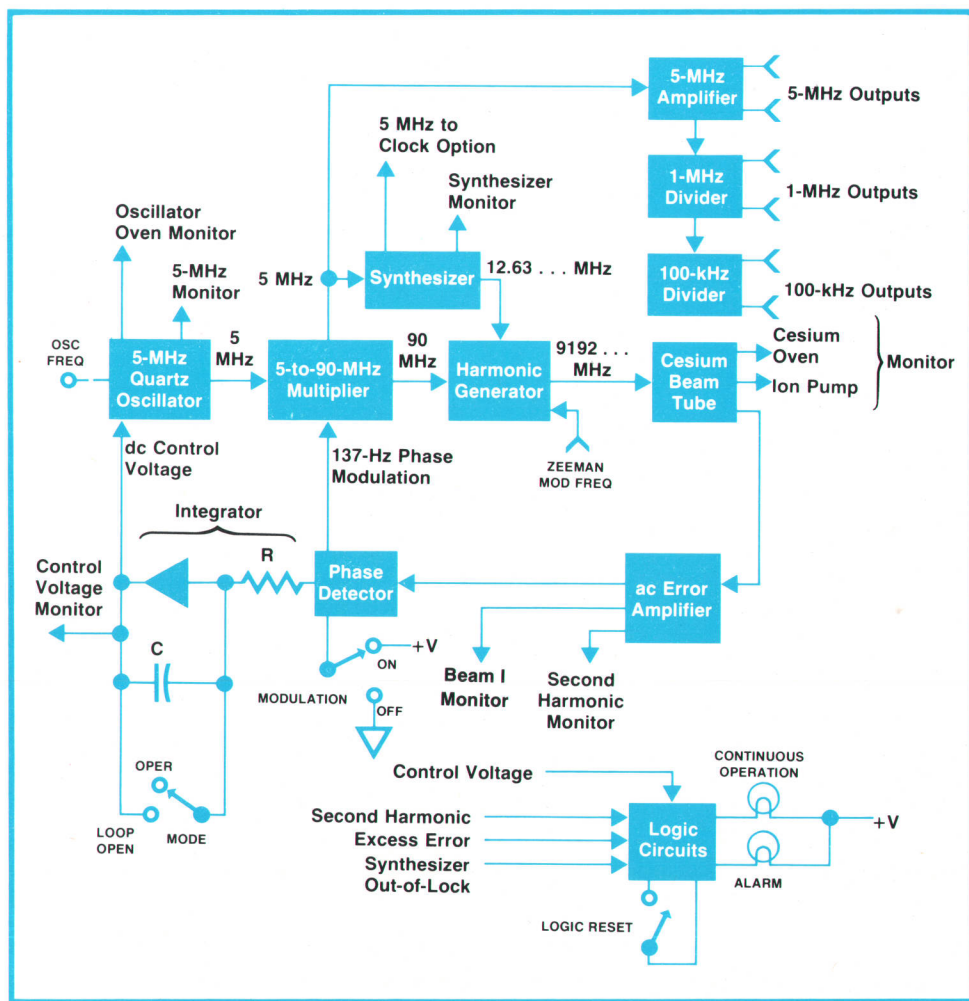 5-MHz
Amplifier
5-MHz Outputs
5 MHz to
Clock Option
1-MHz
Divider
1-MHz Outputs
Synthesizer
Monitor
Oscillator
Oven Monitor
5-MHz
Monitor
5 MHz
Synthesizer
12.63 . . . MHz
100-kHz
Divider
100-kHz Outputs
OSC
FREQ
5-MHz
Quartz
Oscillator
5
MHz
5-to-90-MHz
Multiplier
90
MHz
Harmonic
Generator
9192 . . .
MHz
Cesium
Beam
Tube
Cesium
Oven
Ion Pump
Monitor
dc Control
Voltage
137-Hz Phase
Modulation
ZEEMAN
MOD FREQ
Integrator
R
Control
Voltage
Monitor
Phase
Detector
ac Error
Amplifier
C
+V
ON
MODULATION
OFF
Beam I
Monitor
Second
Harmonic
Monitor
OPER
LOOP
OPEN
MODE
Control Voltage
CONTINUOUS
OPERATION
Second Harmonic
Excess Error
Synthesizer
Out-of-Lock
Logic
Circuits
+V
ALARM
LOGIC RESET